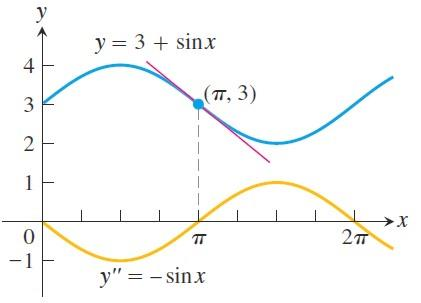 y
y = 3 + sin x
4
(π, 3)
3
2
1
x
0
π
2π
−1
y″ = − sin x